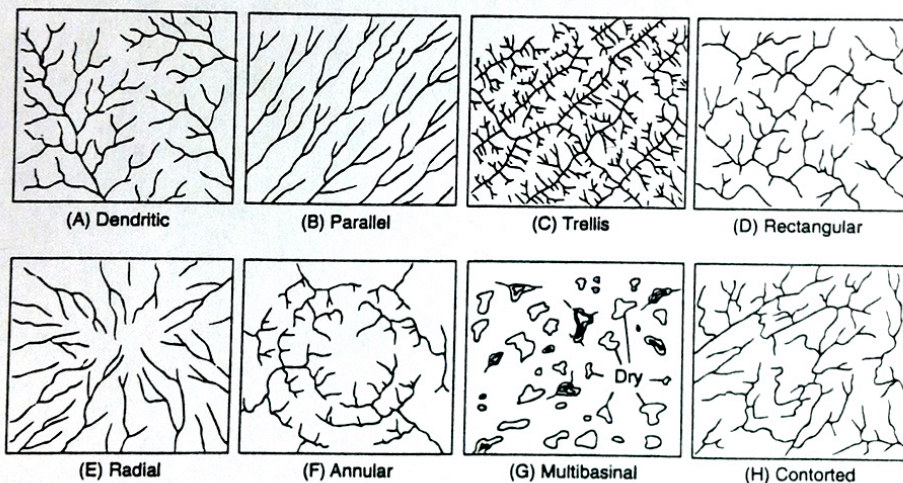 (A) Dendritic
(B) Parallel
(C) Trellis
(D) Rectangular
Dry
(E) Radial
(F) Annular
(G) Multibasinal
(H) Contorted